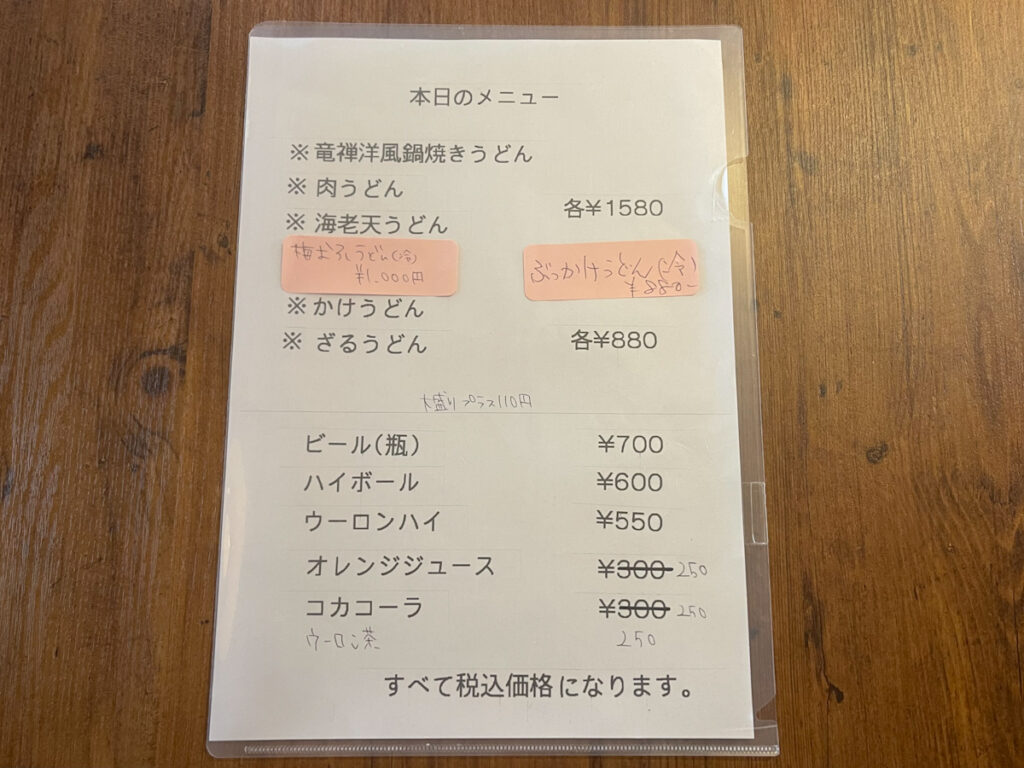 本日のメニュー
※ 竜禅洋風鍋焼きうどん
※ 肉うどん
各¥1580
※ 海老天うどん
梅おろしうどん(冷)
¥1,000円
ぶっかけうどん(冷)
¥880-
※ かけうどん
※ ざるうどん 各¥880
大盛り プラス110円
ビール(瓶) ¥700
ハイボール ¥600
ウーロンハイ ¥550
オレンジジュース ¥300 250
コカコーラ ¥300 250
ウーロン茶 250
すべて税込価格になります。